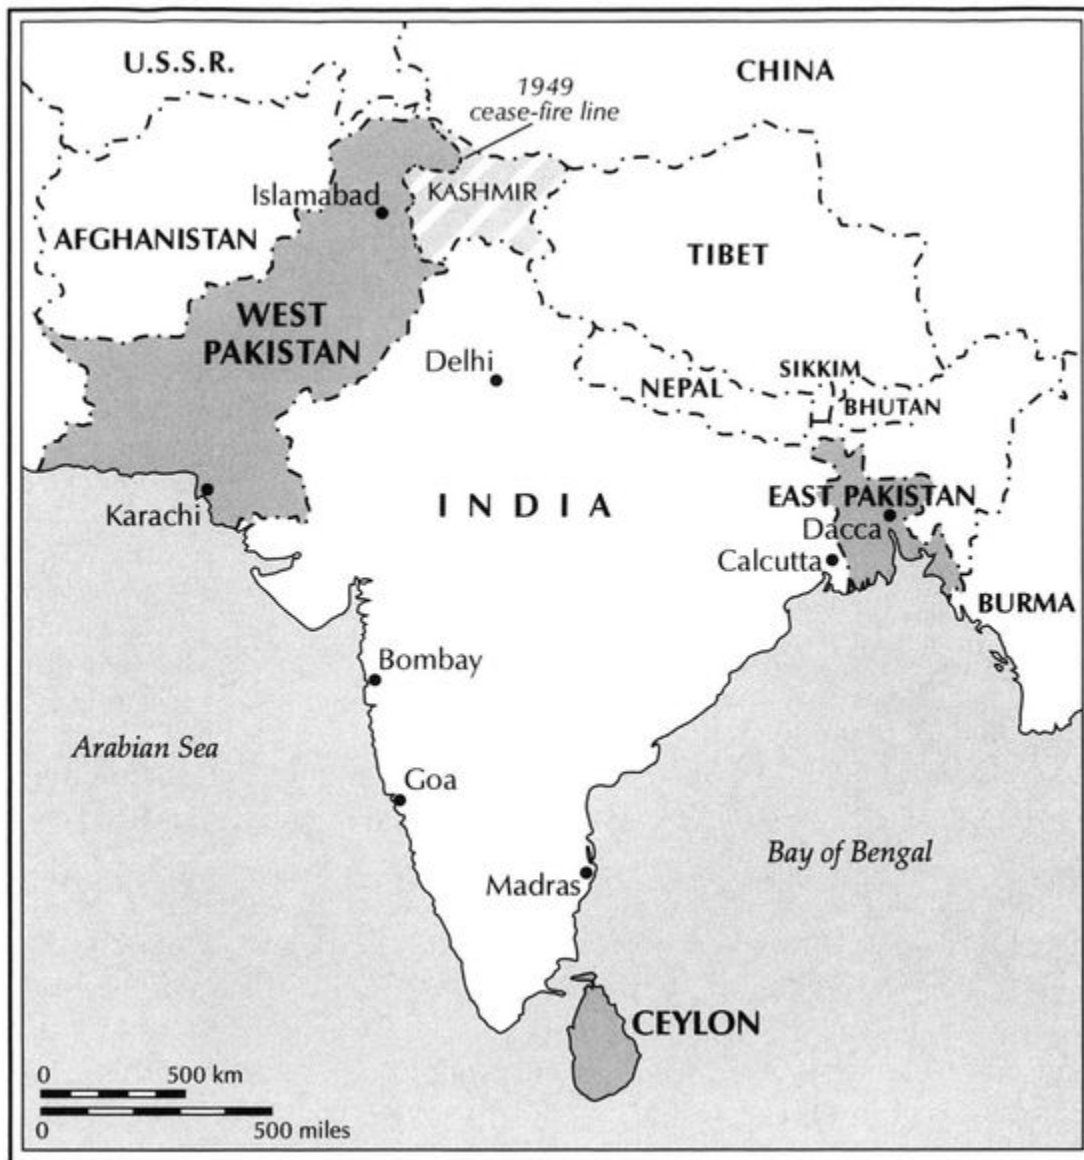 U.S.S.R.
CHINA
1949
cease-fire line
Islamabad
KASHMIR
AFGHANISTAN
TIBET
WEST
PAKISTAN
Delhi
SIKKIM
NEPAL
BHUTAN
INDIA
EAST PAKISTAN
Karachi
Dacca
Calcutta
BURMA
Bombay
Arabian Sea
Goa
Bay of Bengal
Madras
CEYLON
0 500 km
0 500 miles